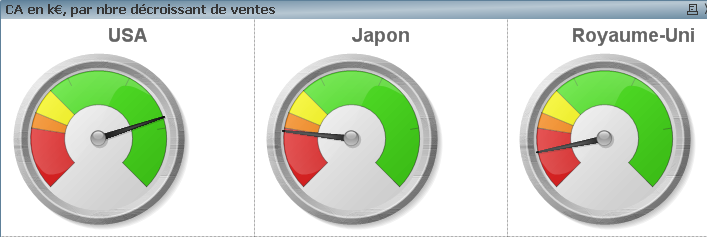 CA en k€, par nbre décroissant de ventes
USA
Japon
Royaume-Uni